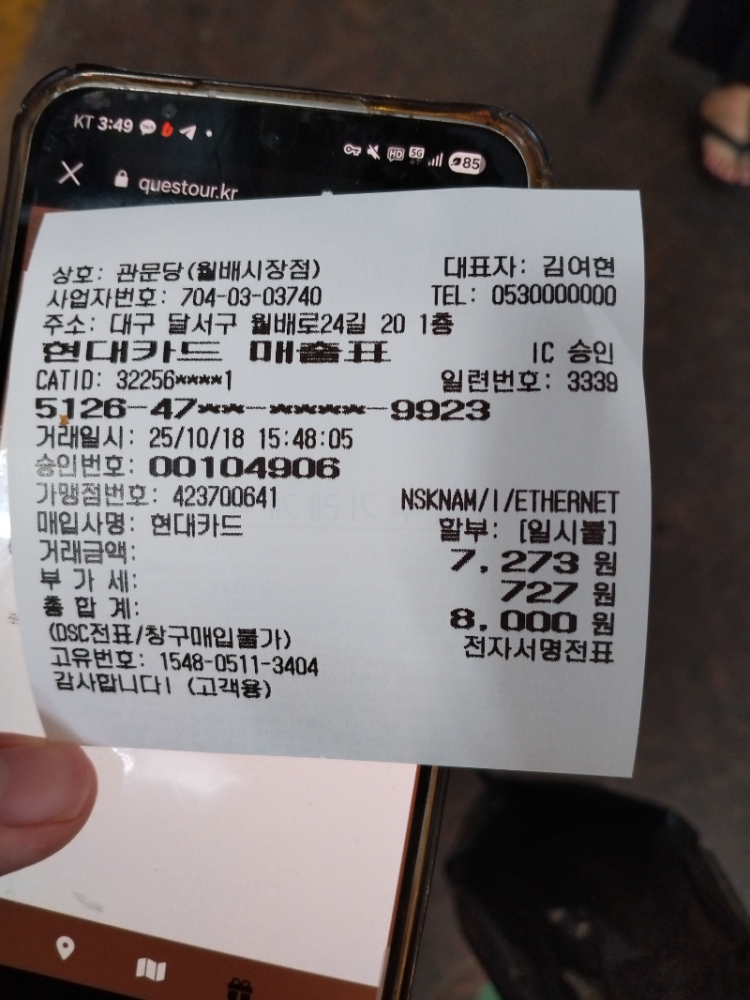 KT 3:49
HD 5G 85
questour.kr
상호: 관문당(월배시장점) 대표자: 김여현
사업자번호: 704-03-03740 TEL: 0530000000
주소: 대구 달서구 월배로24길 20 1층
현대카드 매출표 IC 승인
CATID: 32256****1 일련번호: 3339
5126-47**-****-9923
거래일시: 25/10/18 15:48:05
승인번호: 00104906
가맹점번호: 423700641 NSKNAM/I/ETHERNET
매입사명: 현대카드 할부: [일시불]
거래금액: 7,273 원
부 가 세: 727 원
총 합 계: 8,000 원
(DSC전표/창구매입불가) 전자서명전표
고유번호: 1548-0511-3404
감사합니다! (고객용)